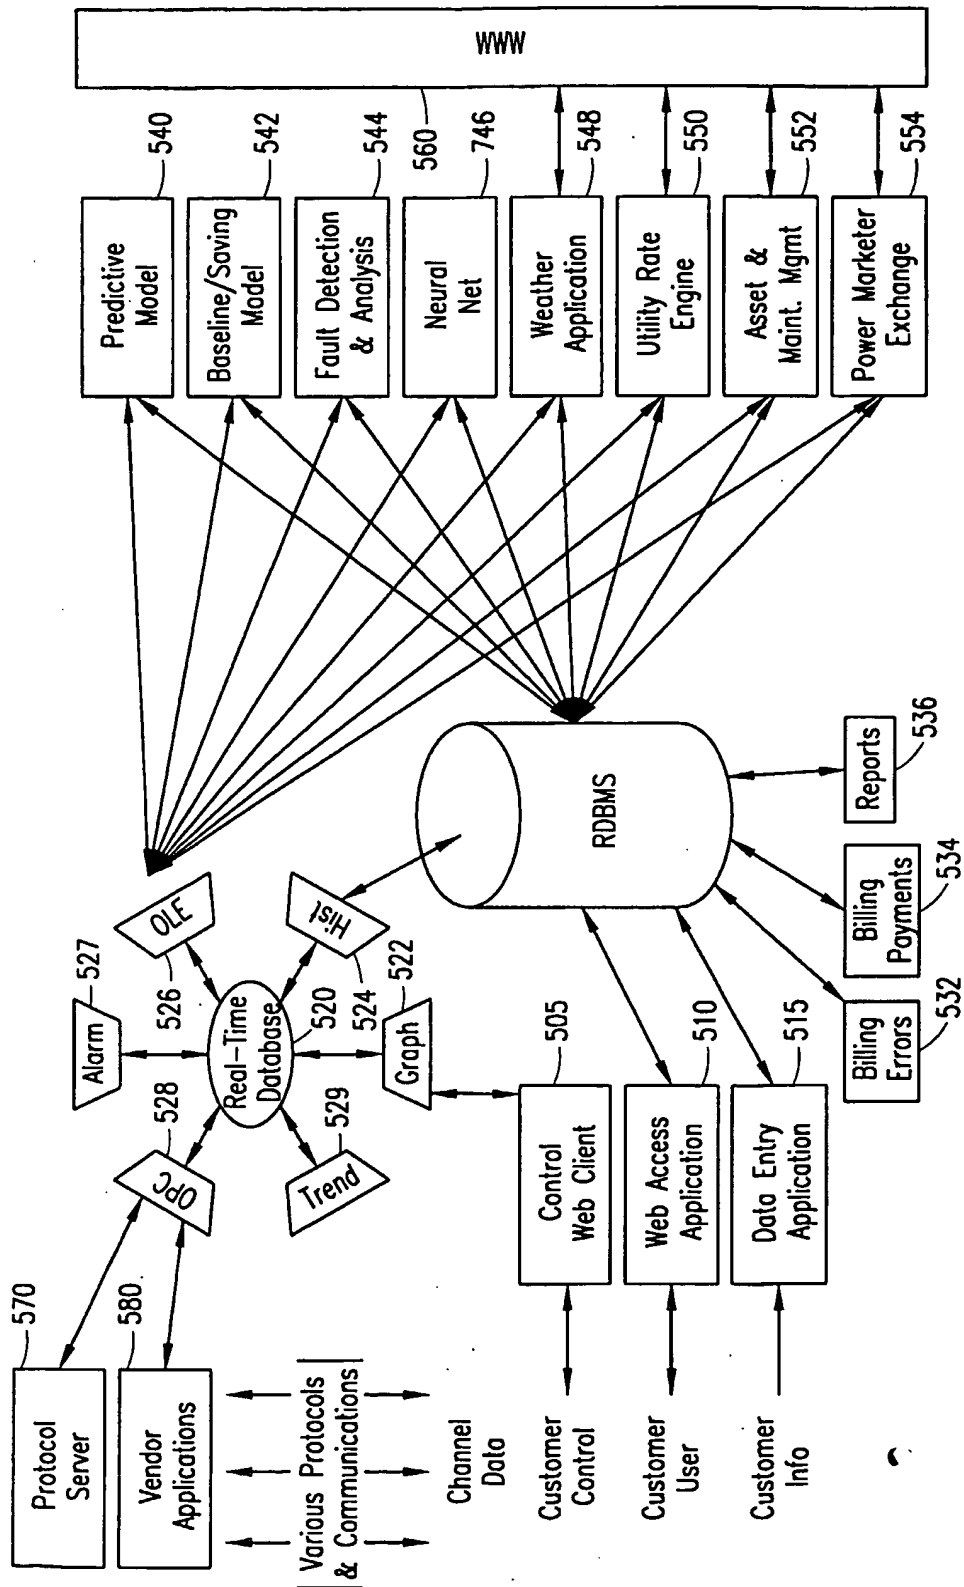 570
Protocol
Server
580
Vendor
Applications
Various Protocols
& Communications
Channel
Data
Customer
Control
Customer
User
Customer
Info
Alarm
527
OPC
528
OLE
526
Real-Time
Database
520
Hist
524
Trend
529
Graph
522
Control
Web Client
505
Web Access
Application
510
Data Entry
Application
515
RDBMS
Billing
Errors
532
Billing
Payments
534
Reports
536
Predictive
Model
540
Baseline/Saving
Model
542
Fault Detection
& Analysis
544
Neural
Net
746
Weather
Application
548
Utility Rate
Engine
550
Asset &
Maint. Mgmt
552
Power Marketer
Exchange
554
WWW
560